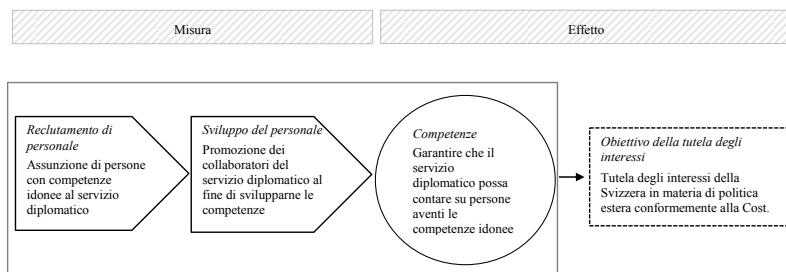 Misura
Effetto
Reclutamento di
personale
Assunzione di persone
con competenze
idonee al servizio
diplomatico
Sviluppo del personale
Promozione dei
collaboratori del
servizio diplomatico al
fine di svilupparne le
competenze
Competenze
Garantire che il
servizio
diplomatico possa
contare su persone
aventi le
competenze idonee
Obiettivo della tutela degli
interessi
Tutela degli interessi della
Svizzera in materia di politica
estera conformemente alla Cost.